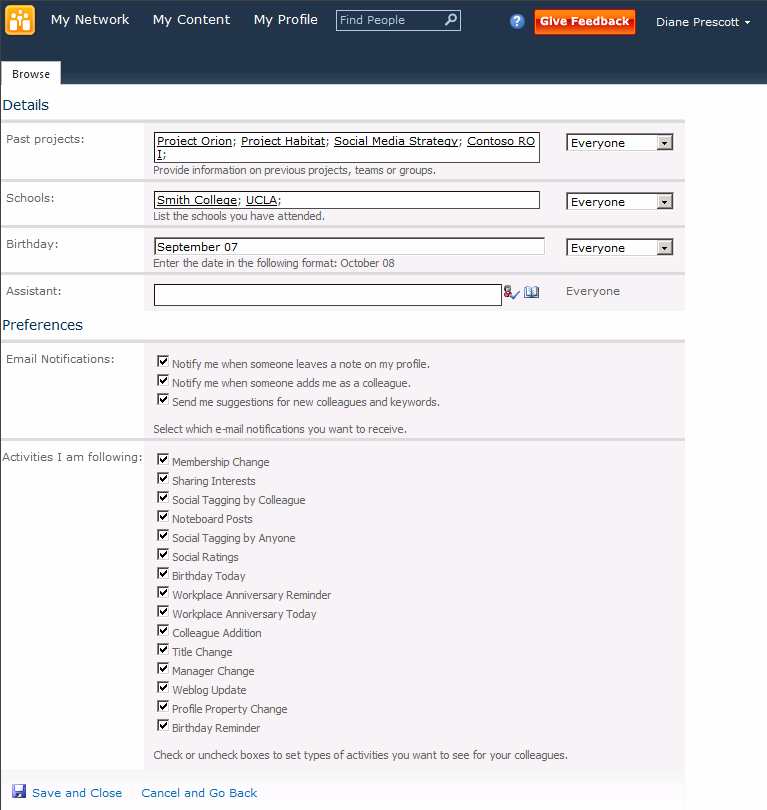 My Network My Content My Profile Find People ? Give Feedback Diane Prescott
Browse
Details
Past projects: Project Orion; Project Habitat; Social Media Strategy; Contoso RO Everyone
I;
Provide information on previous projects, teams or groups.
Schools: Smith College; UCLA; Everyone
List the schools you have attended.
Birthday: September 07 Everyone
Enter the date in the following format: October 08
Assistant: Everyone
Preferences
Email Notifications: Notify me when someone leaves a note on my profile.
Notify me when someone adds me as a colleague.
Send me suggestions for new colleagues and keywords.
Select which e-mail notifications you want to receive.
Activities I am following: Membership Change
Sharing Interests
Social Tagging by Colleague
Noteboard Posts
Social Tagging by Anyone
Social Ratings
Birthday Today
Workplace Anniversary Reminder
Workplace Anniversary Today
Colleague Addition
Title Change
Manager Change
Weblog Update
Profile Property Change
Birthday Reminder
Check or uncheck boxes to set types of activities you want to see for your colleagues.
Save and Close Cancel and Go Back